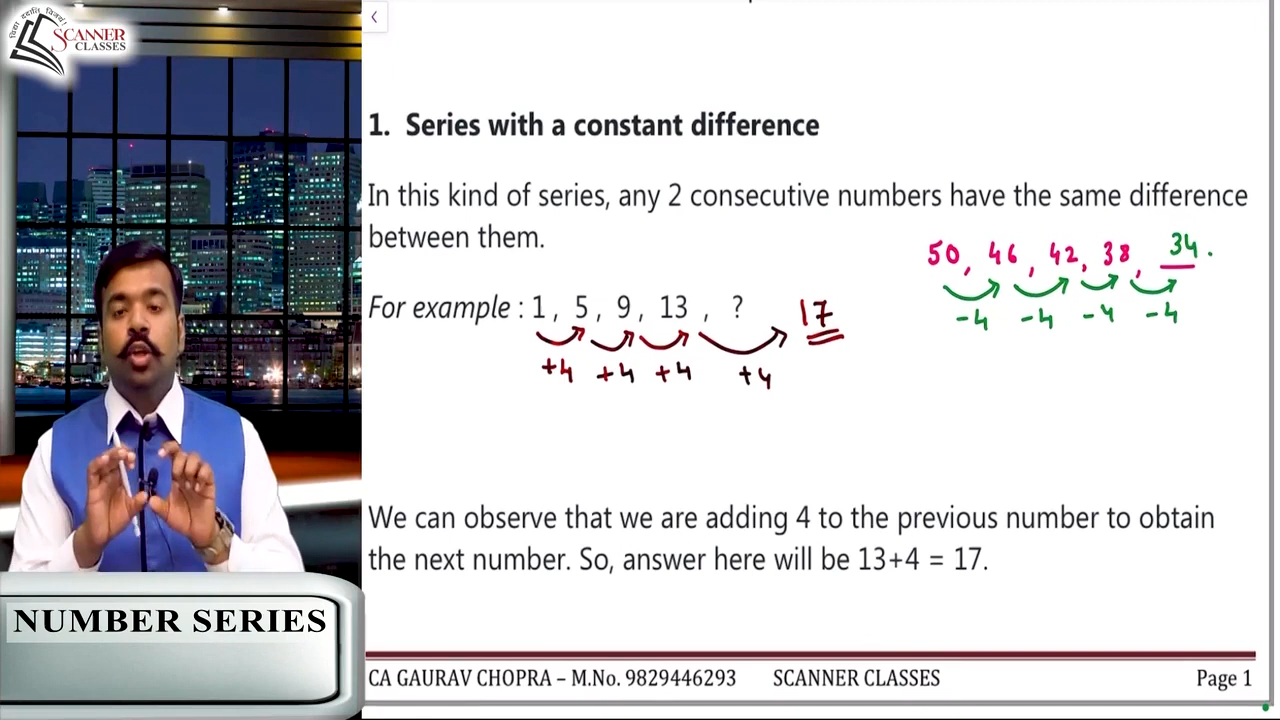 विद्या ददाति विनयं।
SCANNER
CLASSES
1. Series with a constant difference
In this kind of series, any 2 consecutive numbers have the same difference
between them.
50, 46, 42, 38, 34.
-4 -4 -4 -4
For example : 1 , 5 , 9 , 13 , ? 17
+4 +4 +4 +4
We can observe that we are adding 4 to the previous number to obtain
the next number. So, answer here will be 13+4 = 17.
NUMBER SERIES
CA GAURAV CHOPRA – M.No. 9829446293 SCANNER CLASSES Page 1